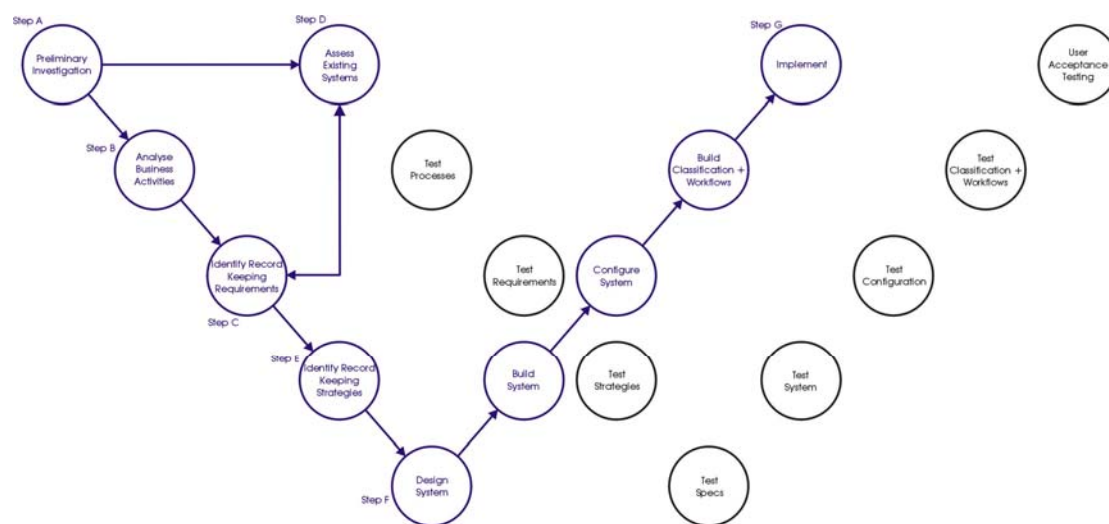 Step A
Preliminary
Investigation
Step D
Assess
Existing
Systems
Step G
Implement
User
Acceptance
Testing
Step B
Analyse
Business
Activities
Test
Processes
Build
Classification +
Workflows
Test
Classification +
Workflows
Identify Record
Keeping
Requirements
Step C
Test
Requirements
Configure
System
Test
Configuration
Step E
Identify Record
Keeping
Strategies
Build
System
Test
Strategies
Test
System
Step F
Design
System
Test
Specs